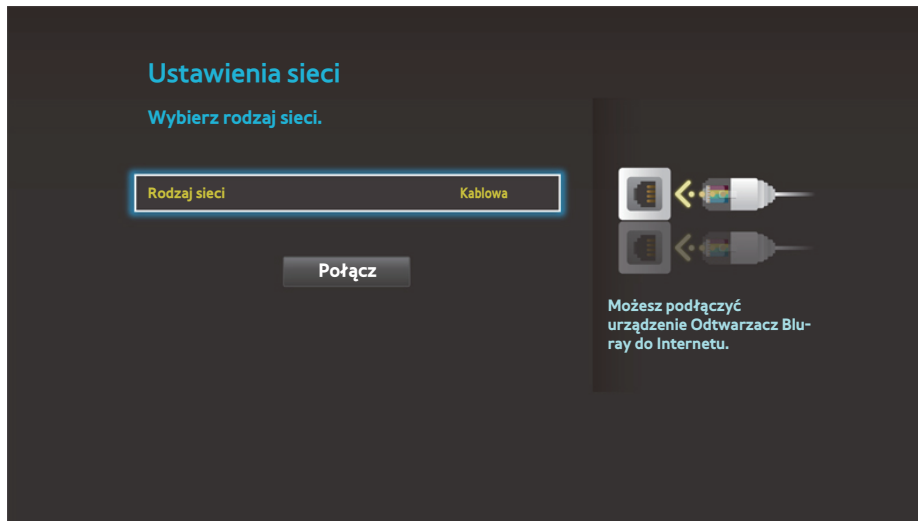 Ustawienia sieci
Wybierz rodzaj sieci.
Rodzaj sieci Kablowa
Połącz
Możesz podłączyć
urządzenie Odtwarzacz Blu-
ray do Internetu.